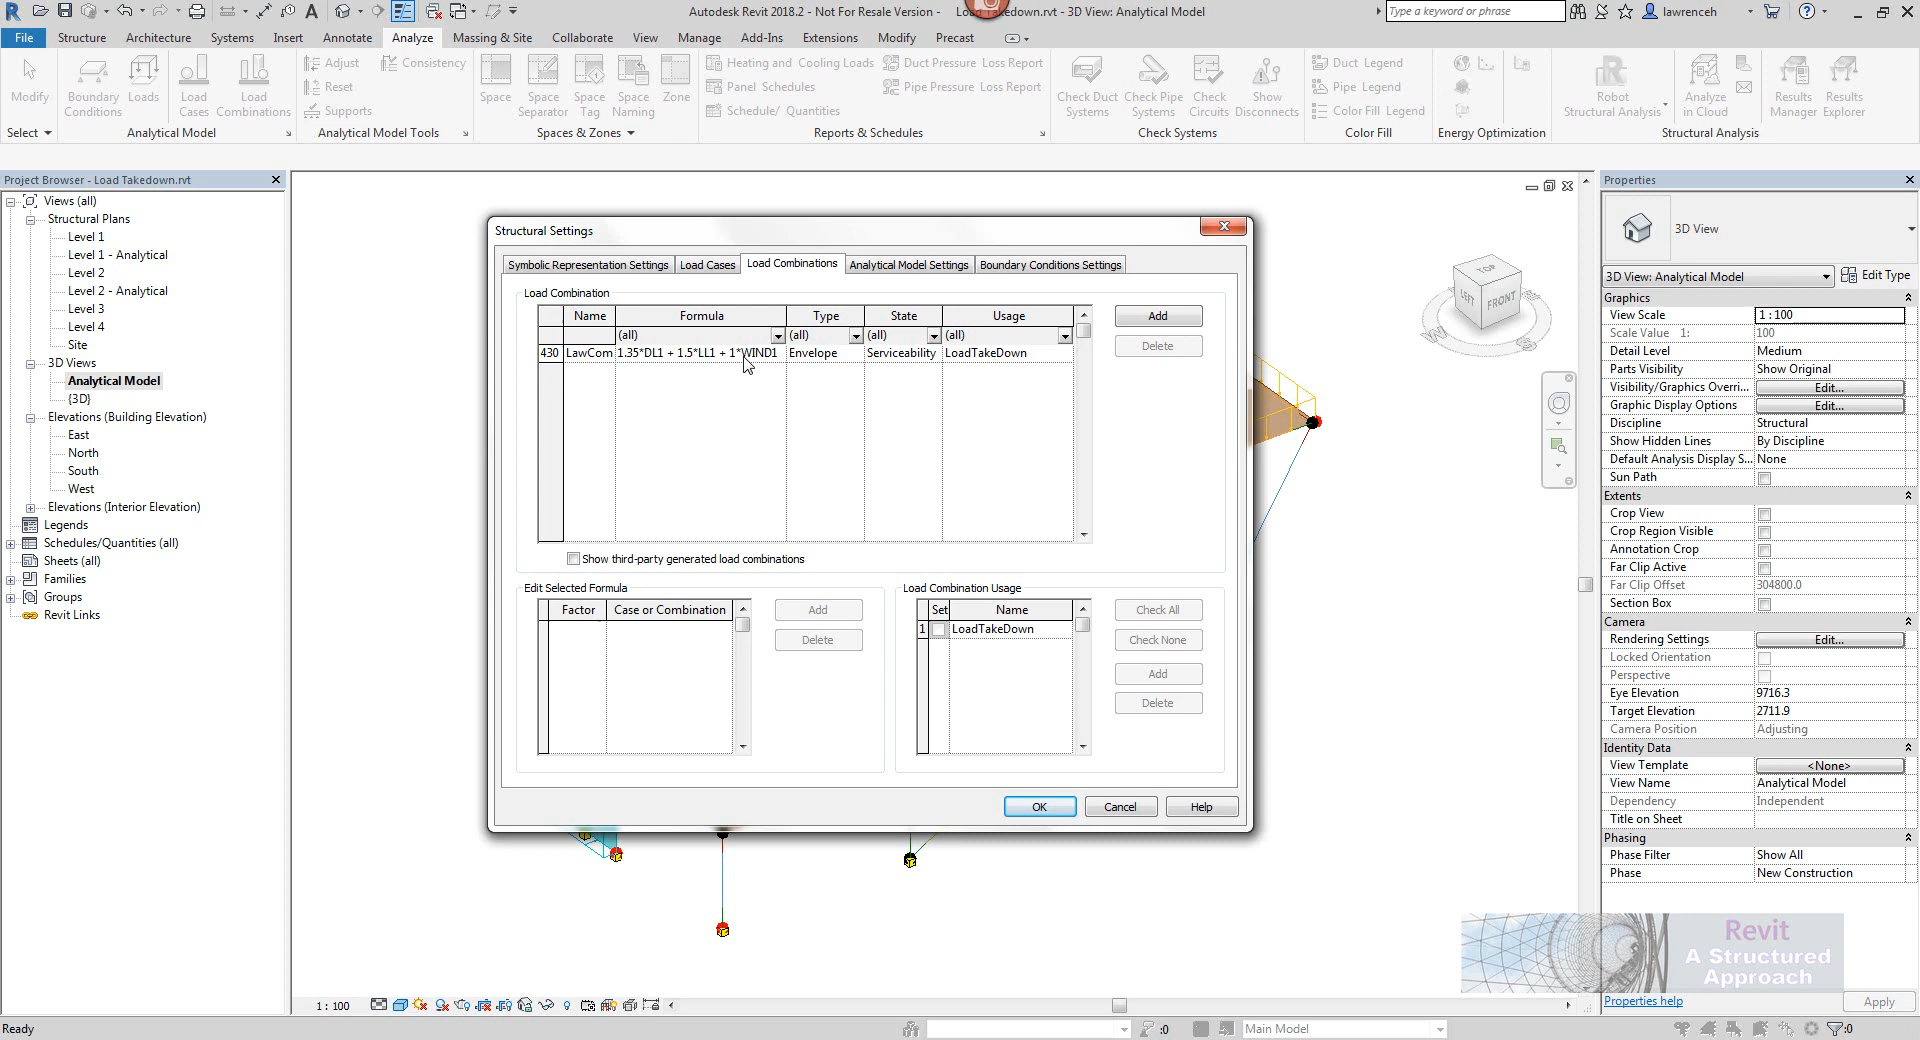 Autodesk Revit 2018.2 - Not For Resale Version - Load Takedown.rvt - 3D View: Analytical Model
Type a keyword or phrase
lawrenceh
File Structure Architecture Systems Insert Annotate Analyze Massing & Site Collaborate View Manage Add-Ins Extensions Modify Precast
Modify
Boundary Conditions
Loads
Load Cases
Load Combinations
Adjust
Reset
Supports
Consistency
Space
Space Separator
Space Tag
Space Naming
Zone
Heating and Cooling Loads
Panel Schedules
Schedule/ Quantities
Duct Pressure Loss Report
Pipe Pressure Loss Report
Check Duct Systems
Check Pipe Systems
Check Circuits
Show Disconnects
Duct Legend
Pipe Legend
Color Fill Legend
Robot Structural Analysis
Analyze in Cloud
Results Manager
Results Explorer
Select
Analytical Model
Analytical Model Tools
Spaces & Zones
Reports & Schedules
Check Systems
Color Fill
Energy Optimization
Structural Analysis
Project Browser - Load Takedown.rvt
Views (all)
Structural Plans
Level 1
Level 1 - Analytical
Level 2
Level 2 - Analytical
Level 3
Level 4
Site
3D Views
Analytical Model
{3D}
Elevations (Building Elevation)
East
North
South
West
Elevations (Interior Elevation)
Legends
Schedules/Quantities (all)
Sheets (all)
Families
Groups
Revit Links
Structural Settings
Symbolic Representation Settings Load Cases Load Combinations Analytical Model Settings Boundary Conditions Settings
Load Combination
Name Formula Type State Usage
(all) (all) (all) (all)
430 LawCom 1.35*DL1 + 1.5*LL1 + 1*WIND1 Envelope Serviceability LoadTakeDown
Add
Delete
Show third-party generated load combinations
Edit Selected Formula
Factor Case or Combination
Add
Delete
Load Combination Usage
Set Name
1 LoadTakeDown
Check All
Check None
Add
Delete
OK Cancel Help
TOP
LEFT
FRONT
Properties
3D View
3D View: Analytical Model Edit Type
Graphics
View Scale 1 : 100
Scale Value 1: 100
Detail Level Medium
Parts Visibility Show Original
Visibility/Graphics Overri... Edit...
Graphic Display Options Edit...
Discipline Structural
Show Hidden Lines By Discipline
Default Analysis Display S... None
Sun Path
Extents
Crop View
Crop Region Visible
Annotation Crop
Far Clip Active
Far Clip Offset 304800.0
Section Box
Camera
Rendering Settings Edit...
Locked Orientation
Perspective
Eye Elevation 9716.3
Target Elevation 2711.9
Camera Position Adjusting
Identity Data
View Template <None>
View Name Analytical Model
Dependency Independent
Title on Sheet
Phasing
Phase Filter Show All
Phase New Construction
Revit
A Structured
Approach
Properties help
Apply
1 : 100
Ready
:0
Main Model
:0